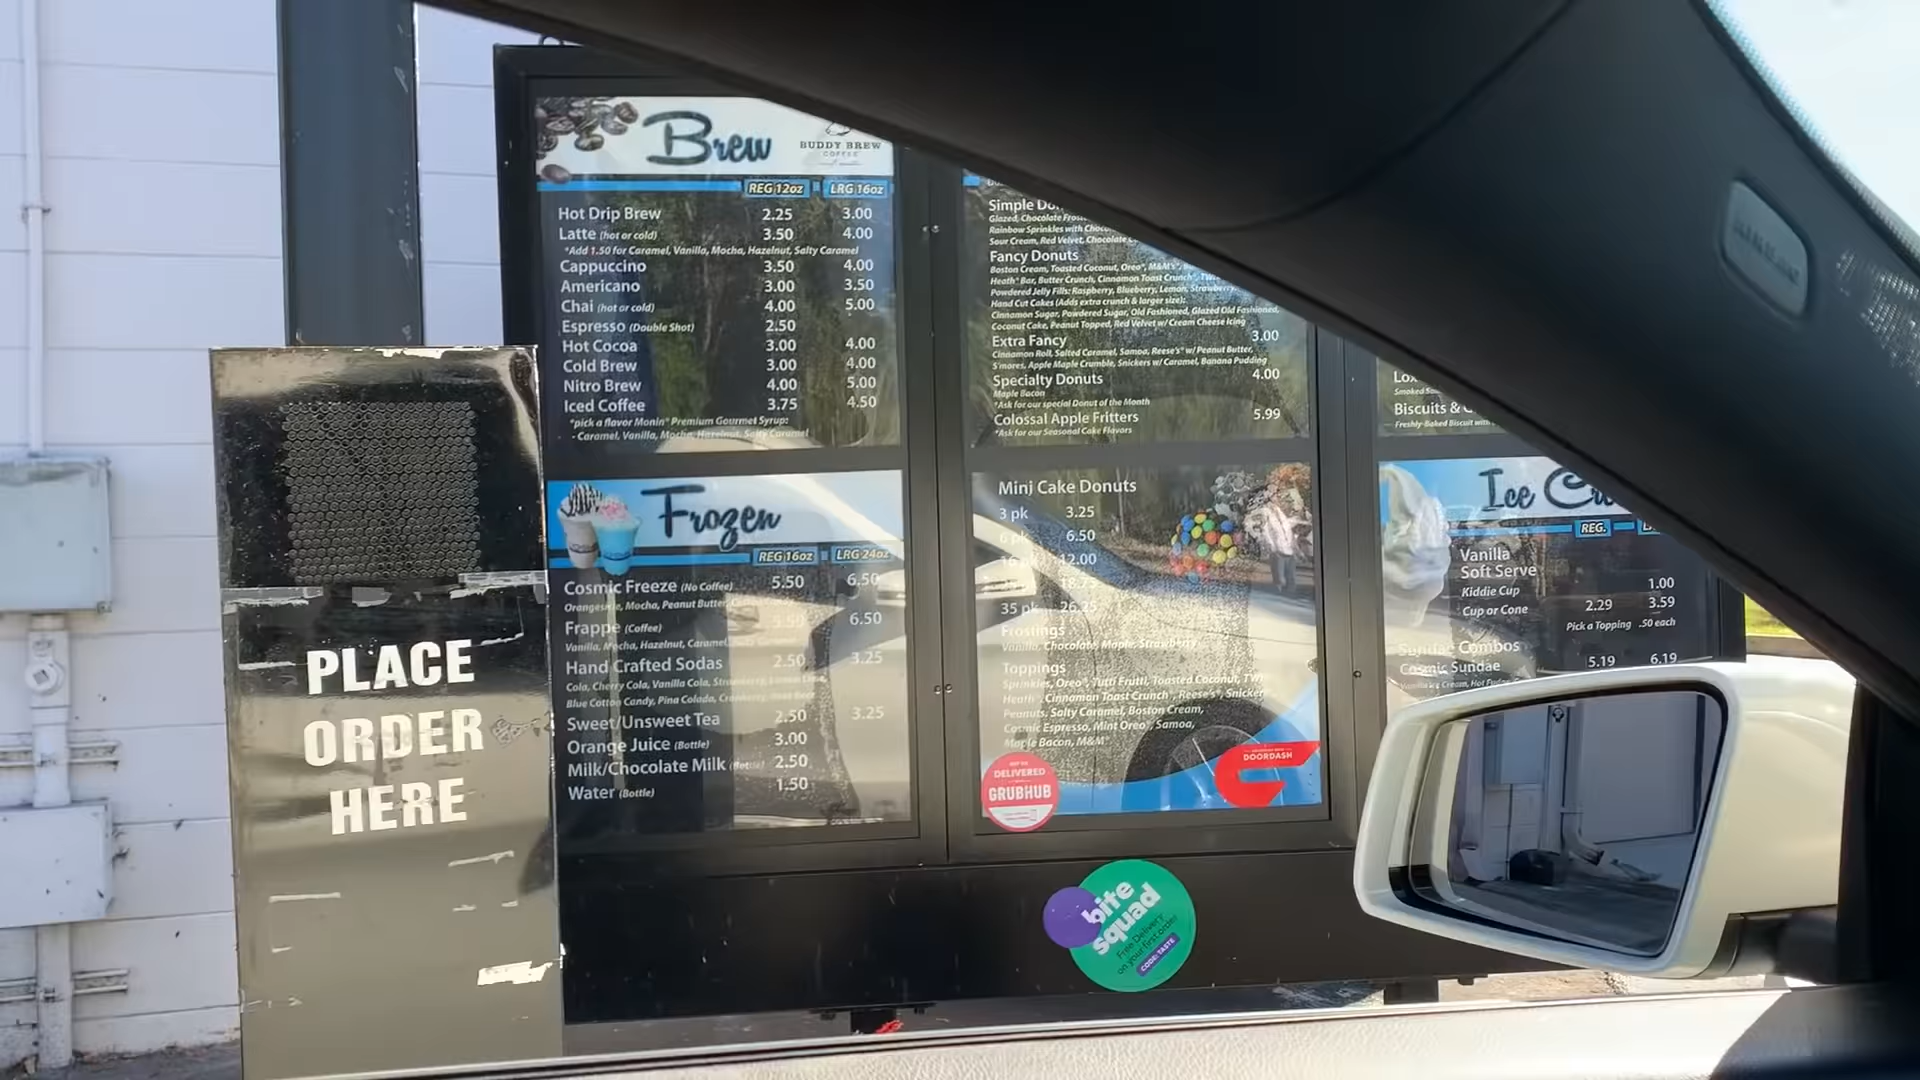 Brew
BUDDY BREW
COFFEE
REG 12oz LRG 16oz
Hot Drip Brew 2.25 3.00
Latte (hot or cold) 3.50 4.00
*Add 1.50 for Caramel, Vanilla, Mocha, Hazelnut, Salty Caramel
Cappuccino 3.50 4.00
Americano 3.00 3.50
Chai (hot or cold) 4.00 5.00
Espresso (Double Shot) 2.50
Hot Cocoa 3.00 4.00
Cold Brew 3.00 4.00
Nitro Brew 4.00 5.00
Iced Coffee 3.75 4.50
*pick a flavor Monin® Premium Gourmet Syrup:
- Caramel, Vanilla, Mocha, Hazelnut, Salty Caramel
Frozen
REG 16oz LRG 24oz
Cosmic Freeze (No Coffee) 5.50 6.50
Orangesicle, Mocha, Peanut Butter,
Frappe (Coffee) 5.50 6.50
Vanilla, Mocha, Hazelnut, Caramel,
Hand Crafted Sodas 2.50 3.25
Cola, Cherry Cola, Vanilla Cola, Strawberry,
Blue Cotton Candy, Pina Colada,
Sweet/Unsweet Tea 2.50 3.25
Orange Juice (Bottle) 3.00
Milk/Chocolate Milk (Bottle) 2.50
Water (Bottle) 1.50
Simple
Glazed, Chocolate
Rainbow Sprinkles with
Sour Cream, Red Velvet, Chocolate
Fancy Donuts
Boston Cream, Toasted Coconut, Oreo®, M&M's®,
Heath® Bar, Butter Crunch, Cinnamon Toast Crunch®,
Powdered Jelly Fills: Raspberry, Blueberry, Lemon, Strawberry
Hand Cut Cakes (Adds extra crunch & larger size):
Cinnamon Sugar, Powdered Sugar, Old Fashioned, Glazed Old Fashioned,
Coconut Cake, Peanut Topped, Red Velvet w/ Cream Cheese Icing
Extra Fancy 3.00
Cinnamon Roll, Salted Caramel, Samoa, Reese's® w/ Peanut Butter,
S'mores, Apple Maple Crumble, Snickers w/ Caramel, Banana Pudding
Specialty Donuts 4.00
Maple Bacon
*Ask for our special Donut of the Month
Colossal Apple Fritters 5.99
*Ask for our Seasonal Cake Flavors
Mini Cake Donuts
3 pk 3.25
6 pk 6.50
12.00
18.75
35 pk 26.25
Frostings
Vanilla, Chocolate, Maple, Strawberry
Toppings
Sprinkles, Oreo®, Tutti Frutti, Toasted Coconut,
Heath®, Cinnamon Toast Crunch®, Reese's®,
Peanuts, Salty Caramel, Boston Cream,
Cosmic Espresso, Mint Oreo®, Samoa,
Maple Bacon, M&M®
DELIVERED
GRUBHUB
DOORDASH
Biscuits &
Freshly-Baked Biscuit
Ice
REG.
Vanilla
Soft Serve
Kiddie Cup 1.00
Cup or Cone 2.29 3.59
Pick a Topping .50 each
Sundae Combos
Cosmic Sundae 5.19 6.19
PLACE
ORDER
HERE
bite
squad
Free Delivery
on your first order
CODE: TASTE